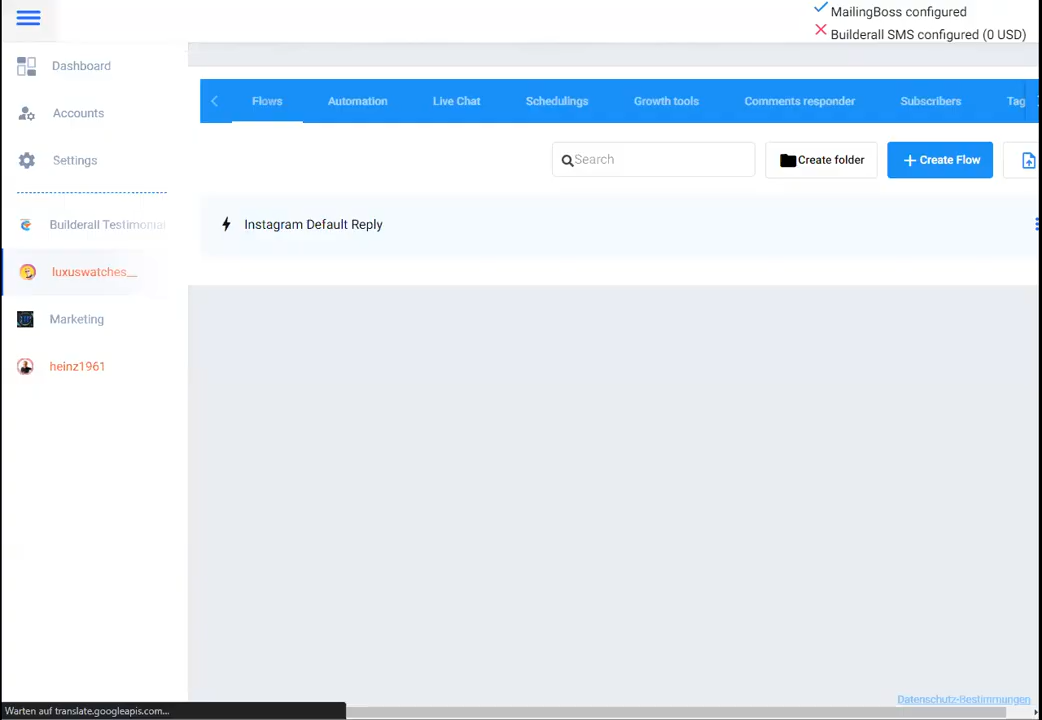 MailingBoss configured
Builderall SMS configured (0 USD)
Dashboard
Accounts
Settings
Builderall Testimonial
luxuswatches__
Marketing
heinz1961
Flows Automation Live Chat Schedulings Growth tools Comments responder Subscribers Tag
Search Create folder Create Flow
Instagram Default Reply
Datenschutz-Bestimmungen
Warten auf translate.googleapis.com...